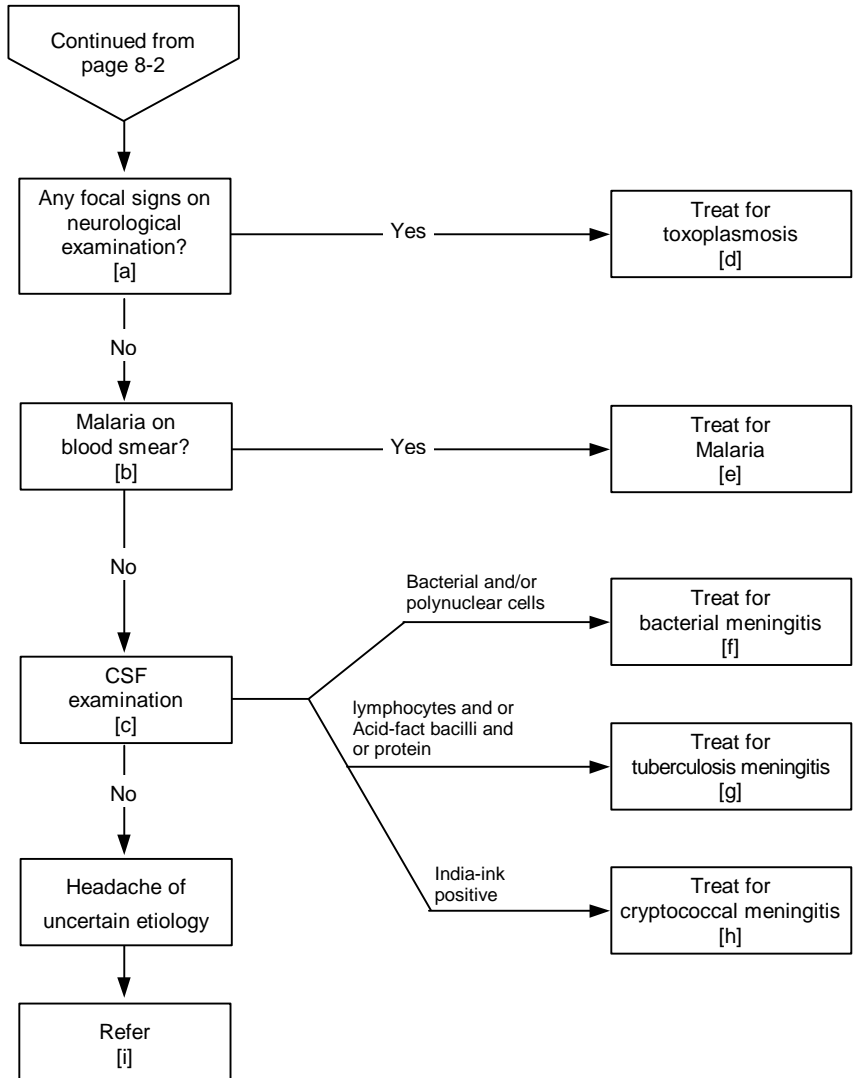 Continued from
page 8-2
Any focal signs on
neurological
examination?
[a]
Yes
Treat for
toxoplasmosis
[d]
No
Malaria on
blood smear?
[b]
Yes
Treat for
Malaria
[e]
No
Bacterial and/or
polynuclear cells
Treat for
bacterial meningitis
[f]
CSF
examination
[c]
lymphocytes and or
Acid-fact bacilli and
or protein
Treat for
tuberculosis meningitis
[g]
No
India-ink
positive
Treat for
cryptococcal meningitis
[h]
Headache of
uncertain etiology
Refer
[i]